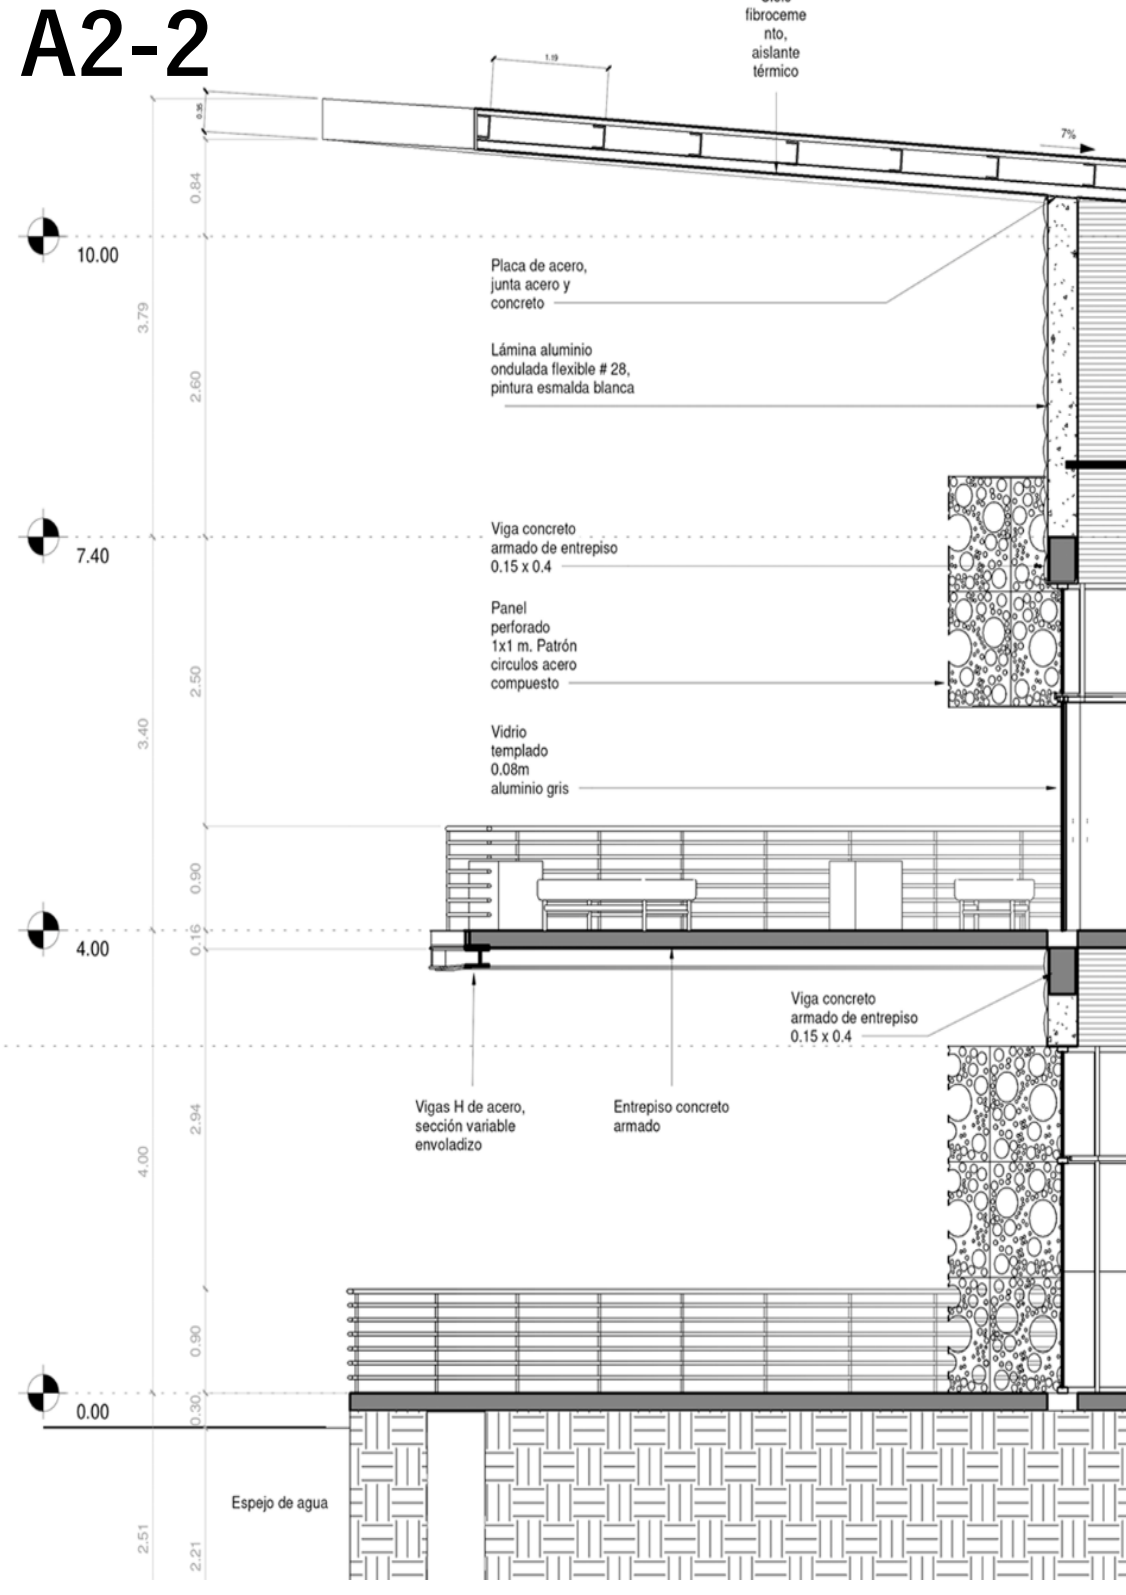 A2-2
fibroceme
nto,
aislante
térmico
1.19
0.35
7%
0.84
10.00
Placa de acero,
junta acero y
concreto
3.79
Lámina aluminio
ondulada flexible # 28,
pintura esmalda blanca
2.60
Viga concreto
armado de entrepiso
0.15 x 0.4
7.40
Panel
perforado
1x1 m. Patrón
circulos acero
compuesto
2.50
3.40
Vidrio
templado
0.08m
aluminio gris
0.90
4.00
0.16
Viga concreto
armado de entrepiso
0.15 x 0.4
Vigas H de acero,
sección variable
envoladizo
Entrepiso concreto
armado
2.94
4.00
0.90
0.00
0.30
Espejo de agua
2.51
2.21